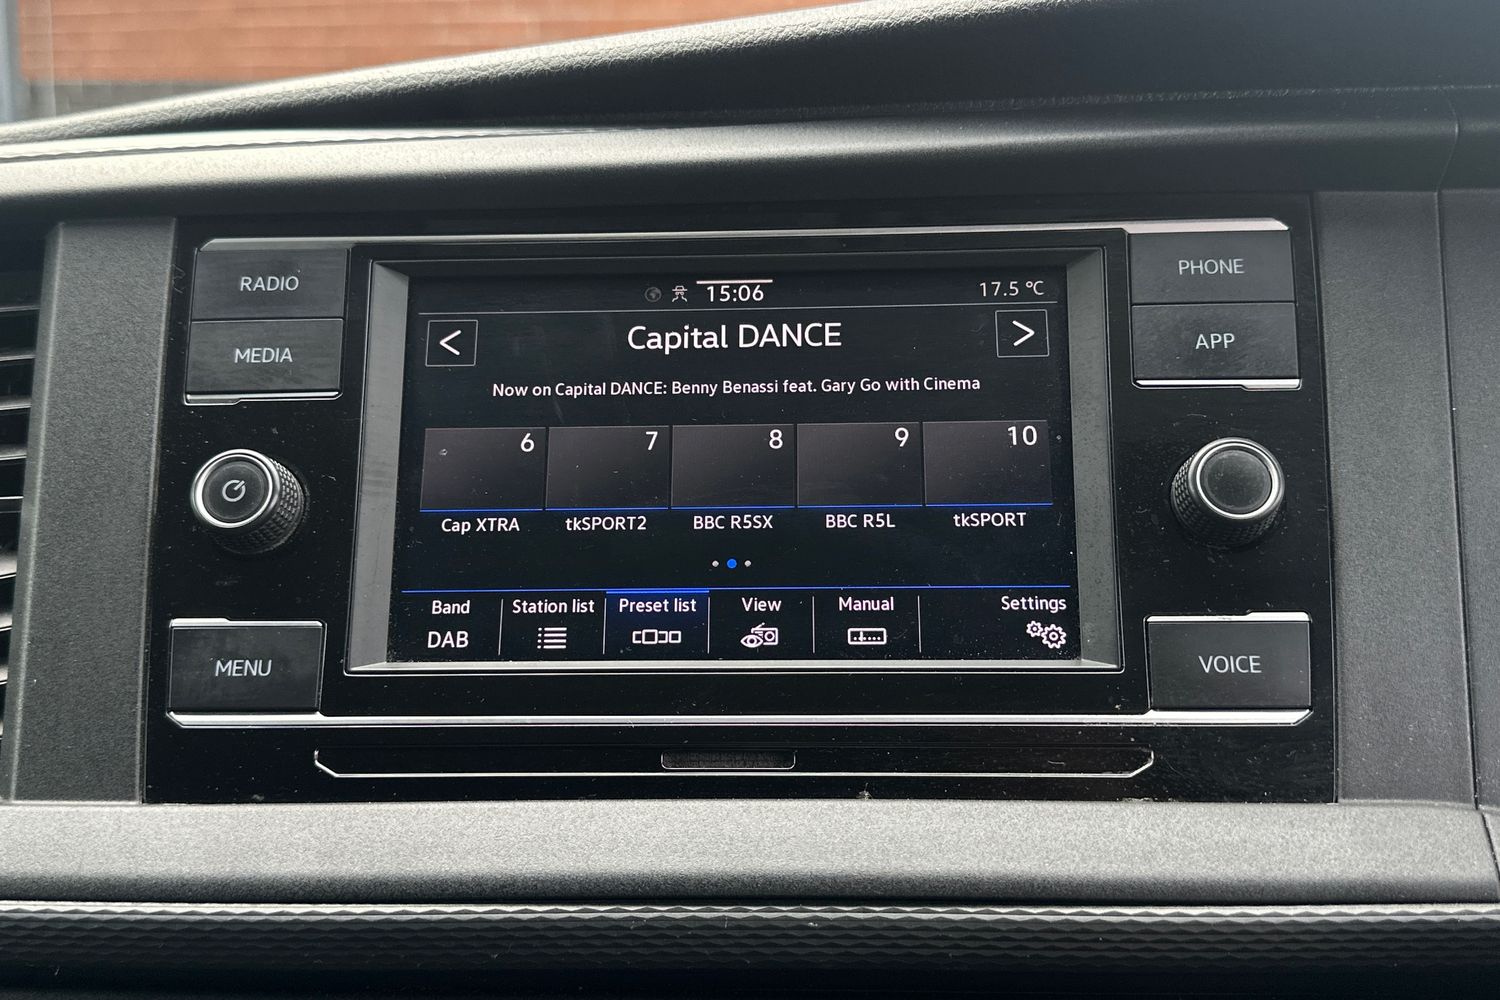 RADIO
MEDIA
MENU
15:06
17.5 °C
<
Capital DANCE
>
Now on Capital DANCE: Benny Benassi feat. Gary Go with Cinema
6 7 8 9 10
Cap XTRA tkSPORT2 BBC R5SX BBC R5L tkSPORT
Band Station list Preset list View Manual Settings
DAB
PHONE
APP
VOICE